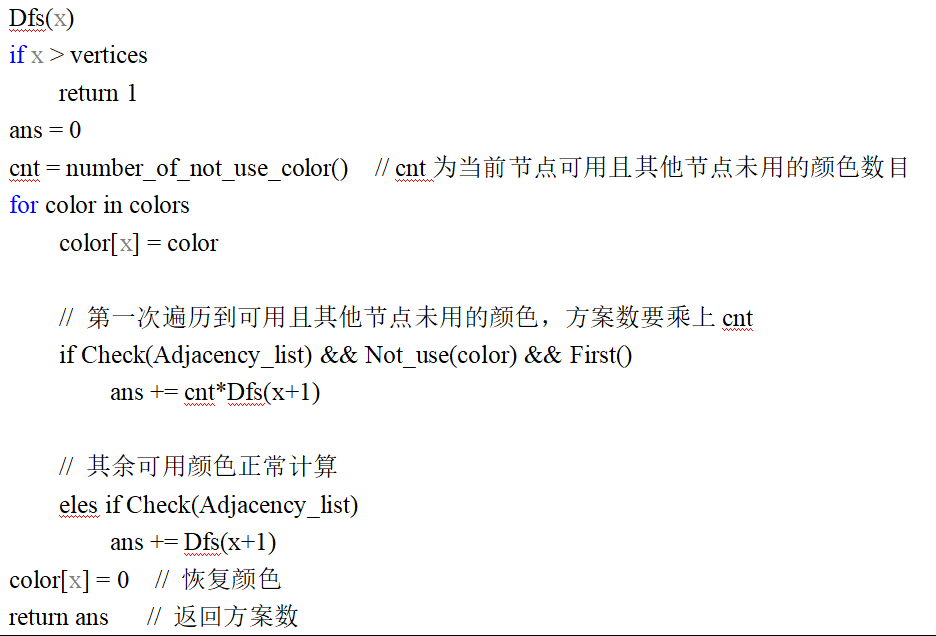 Dfs(x)
if x > vertices
return 1
ans = 0
cnt = number_of_not_use_color() // cnt 为当前节点可用且其他节点未用的颜色数目
for color in colors
color[x] = color
// 第一次遍历到可用且其他节点未用的颜色，方案数要乘上 cnt
if Check(Adjacency_list) && Not_use(color) && First()
ans += cnt*Dfs(x+1)
// 其余可用颜色正常计算
eles if Check(Adjacency_list)
ans += Dfs(x+1)
color[x] = 0 // 恢复颜色
return ans // 返回方案数